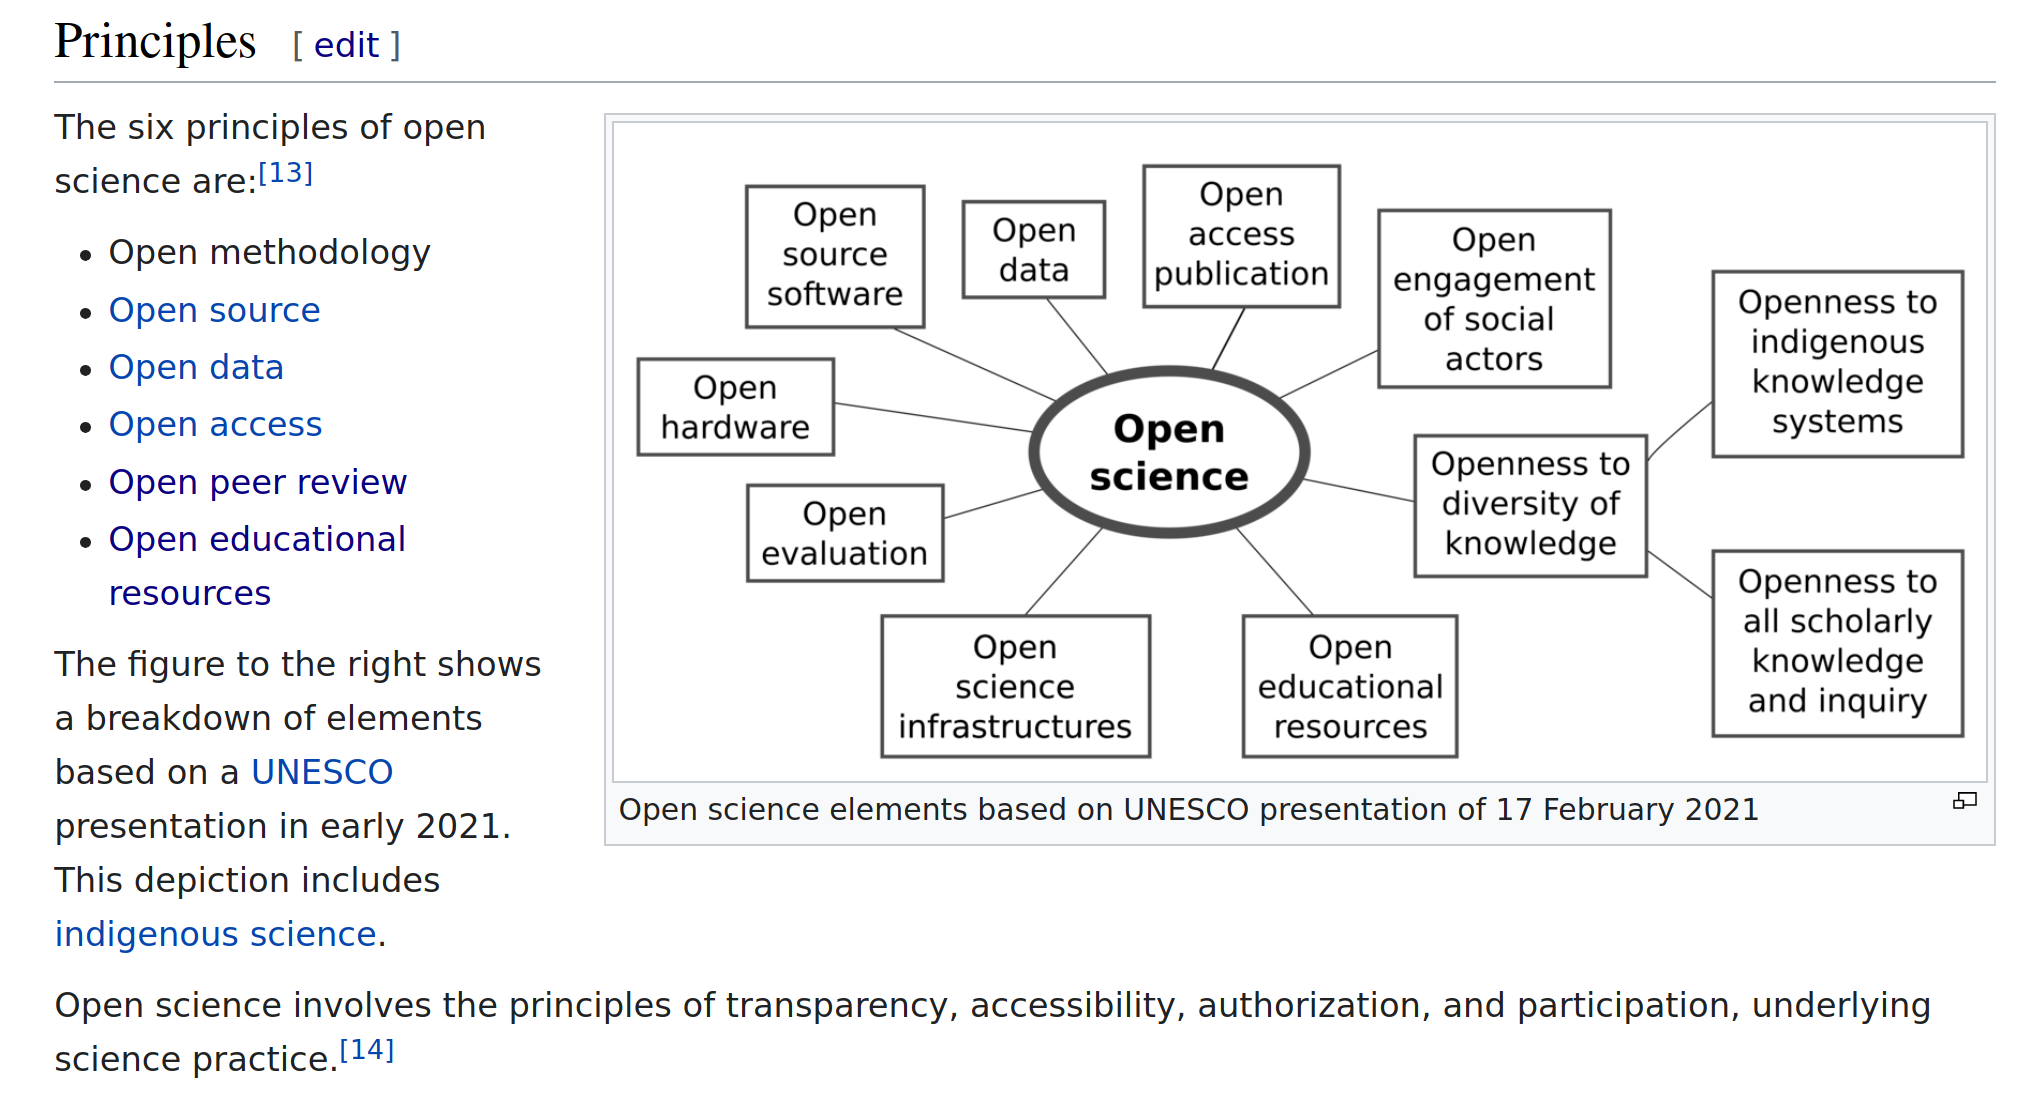 Principles [ edit ]
The six principles of open
science are:[13]
• Open methodology
• Open source
• Open data
• Open access
• Open peer review
• Open educational
resources
The figure to the right shows
a breakdown of elements
based on a UNESCO
presentation in early 2021.
This depiction includes
indigenous science.
Open
source
software
Open
data
Open
access
publication
Open
engagement
of social
actors
Openness to
indigenous
knowledge
systems
Open
hardware
Open
science
Openness to
diversity of
knowledge
Open
evaluation
Openness to
all scholarly
knowledge
and inquiry
Open
science
infrastructures
Open
educational
resources
Open science elements based on UNESCO presentation of 17 February 2021
Open science involves the principles of transparency, accessibility, authorization, and participation, underlying
science practice.[14]